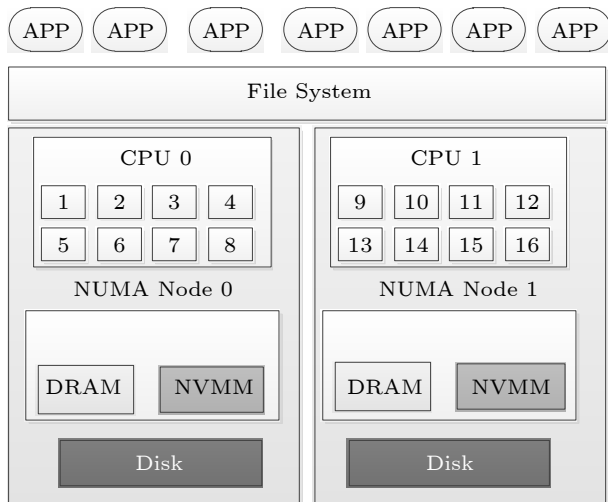 APP APP APP APP APP APP APP
File System
CPU 0
1 2 3 4
5 6 7 8
NUMA Node 0
DRAM NVMM
Disk
CPU 1
9 10 11 12
13 14 15 16
NUMA Node 1
DRAM NVMM
Disk